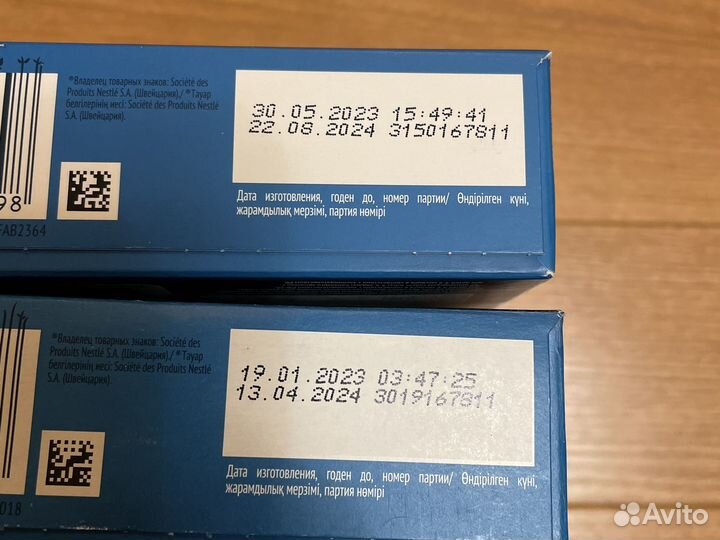 *Владелец товарных знаков: Société des
Produits Nestlé S.A. (Швейцария)./ *Тауар
белгілерінің иесі: Société des Produits Nestlé
S.A. (Швейцария).
30.05.2023 15:49:41
22.08.2024 3150167811
98
FAB2364
Дата изготовления, годен до, номер партии/ Өндірілген күні,
жарамдылық мерзімі, партия нөмірі
*Владелец товарных знаков: Société des
Produits Nestlé S.A. (Швейцария)./ *Тауар
белгілерінің иесі: Société des Produits Nestlé
S.A. (Швейцария).
19.01.2023 03:47:25
13.04.2024 3019167811
018
Дата изготовления, годен до, номер партии/ Өндірілген күні,
жарамдылық мерзімі, партия нөмірі
Avito